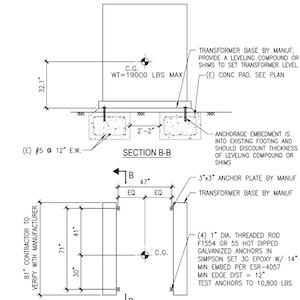 C.G.
WT=19000 LBS MAX
32.1"
TRANSFORMER BASE BY MANUF.
PROVIDE A LEVELING COMPOUND OR
SHIMS TO SET TRANSFORMER LEVEL
(E) CONC PAD. SEE PLAN
2'-2"
ANCHORAGE EMBEDMENT IS
INTO EXISTING FOOTING AND
SHOULD DISCOUNT THICKNESS
OF LEVELING COMPOUND OR
SHIMS
(E) #5 @ 12" E.W.
SECTION B-B
B
47"
EQ
EQ
3"x3" ANCHOR PLATE BY MANUF
TRANSFORMER BASE BY MANUF
81" CONTRACTOR TO
VERIFY WITH MANUFACTURER
71"
41"
30"
C.G.
(4) 1" DIA. THREADED ROD
F1554 GR 55 HOT DIPPED
GALVANIZED ANCHORS IN
SIMPSON SET 3G EPOXY W/ 14"
MIN EMBED PER ESR-4057
MIN EDGE DIST = 12"
TEST ANCHORS TO 10,800 LBS
B